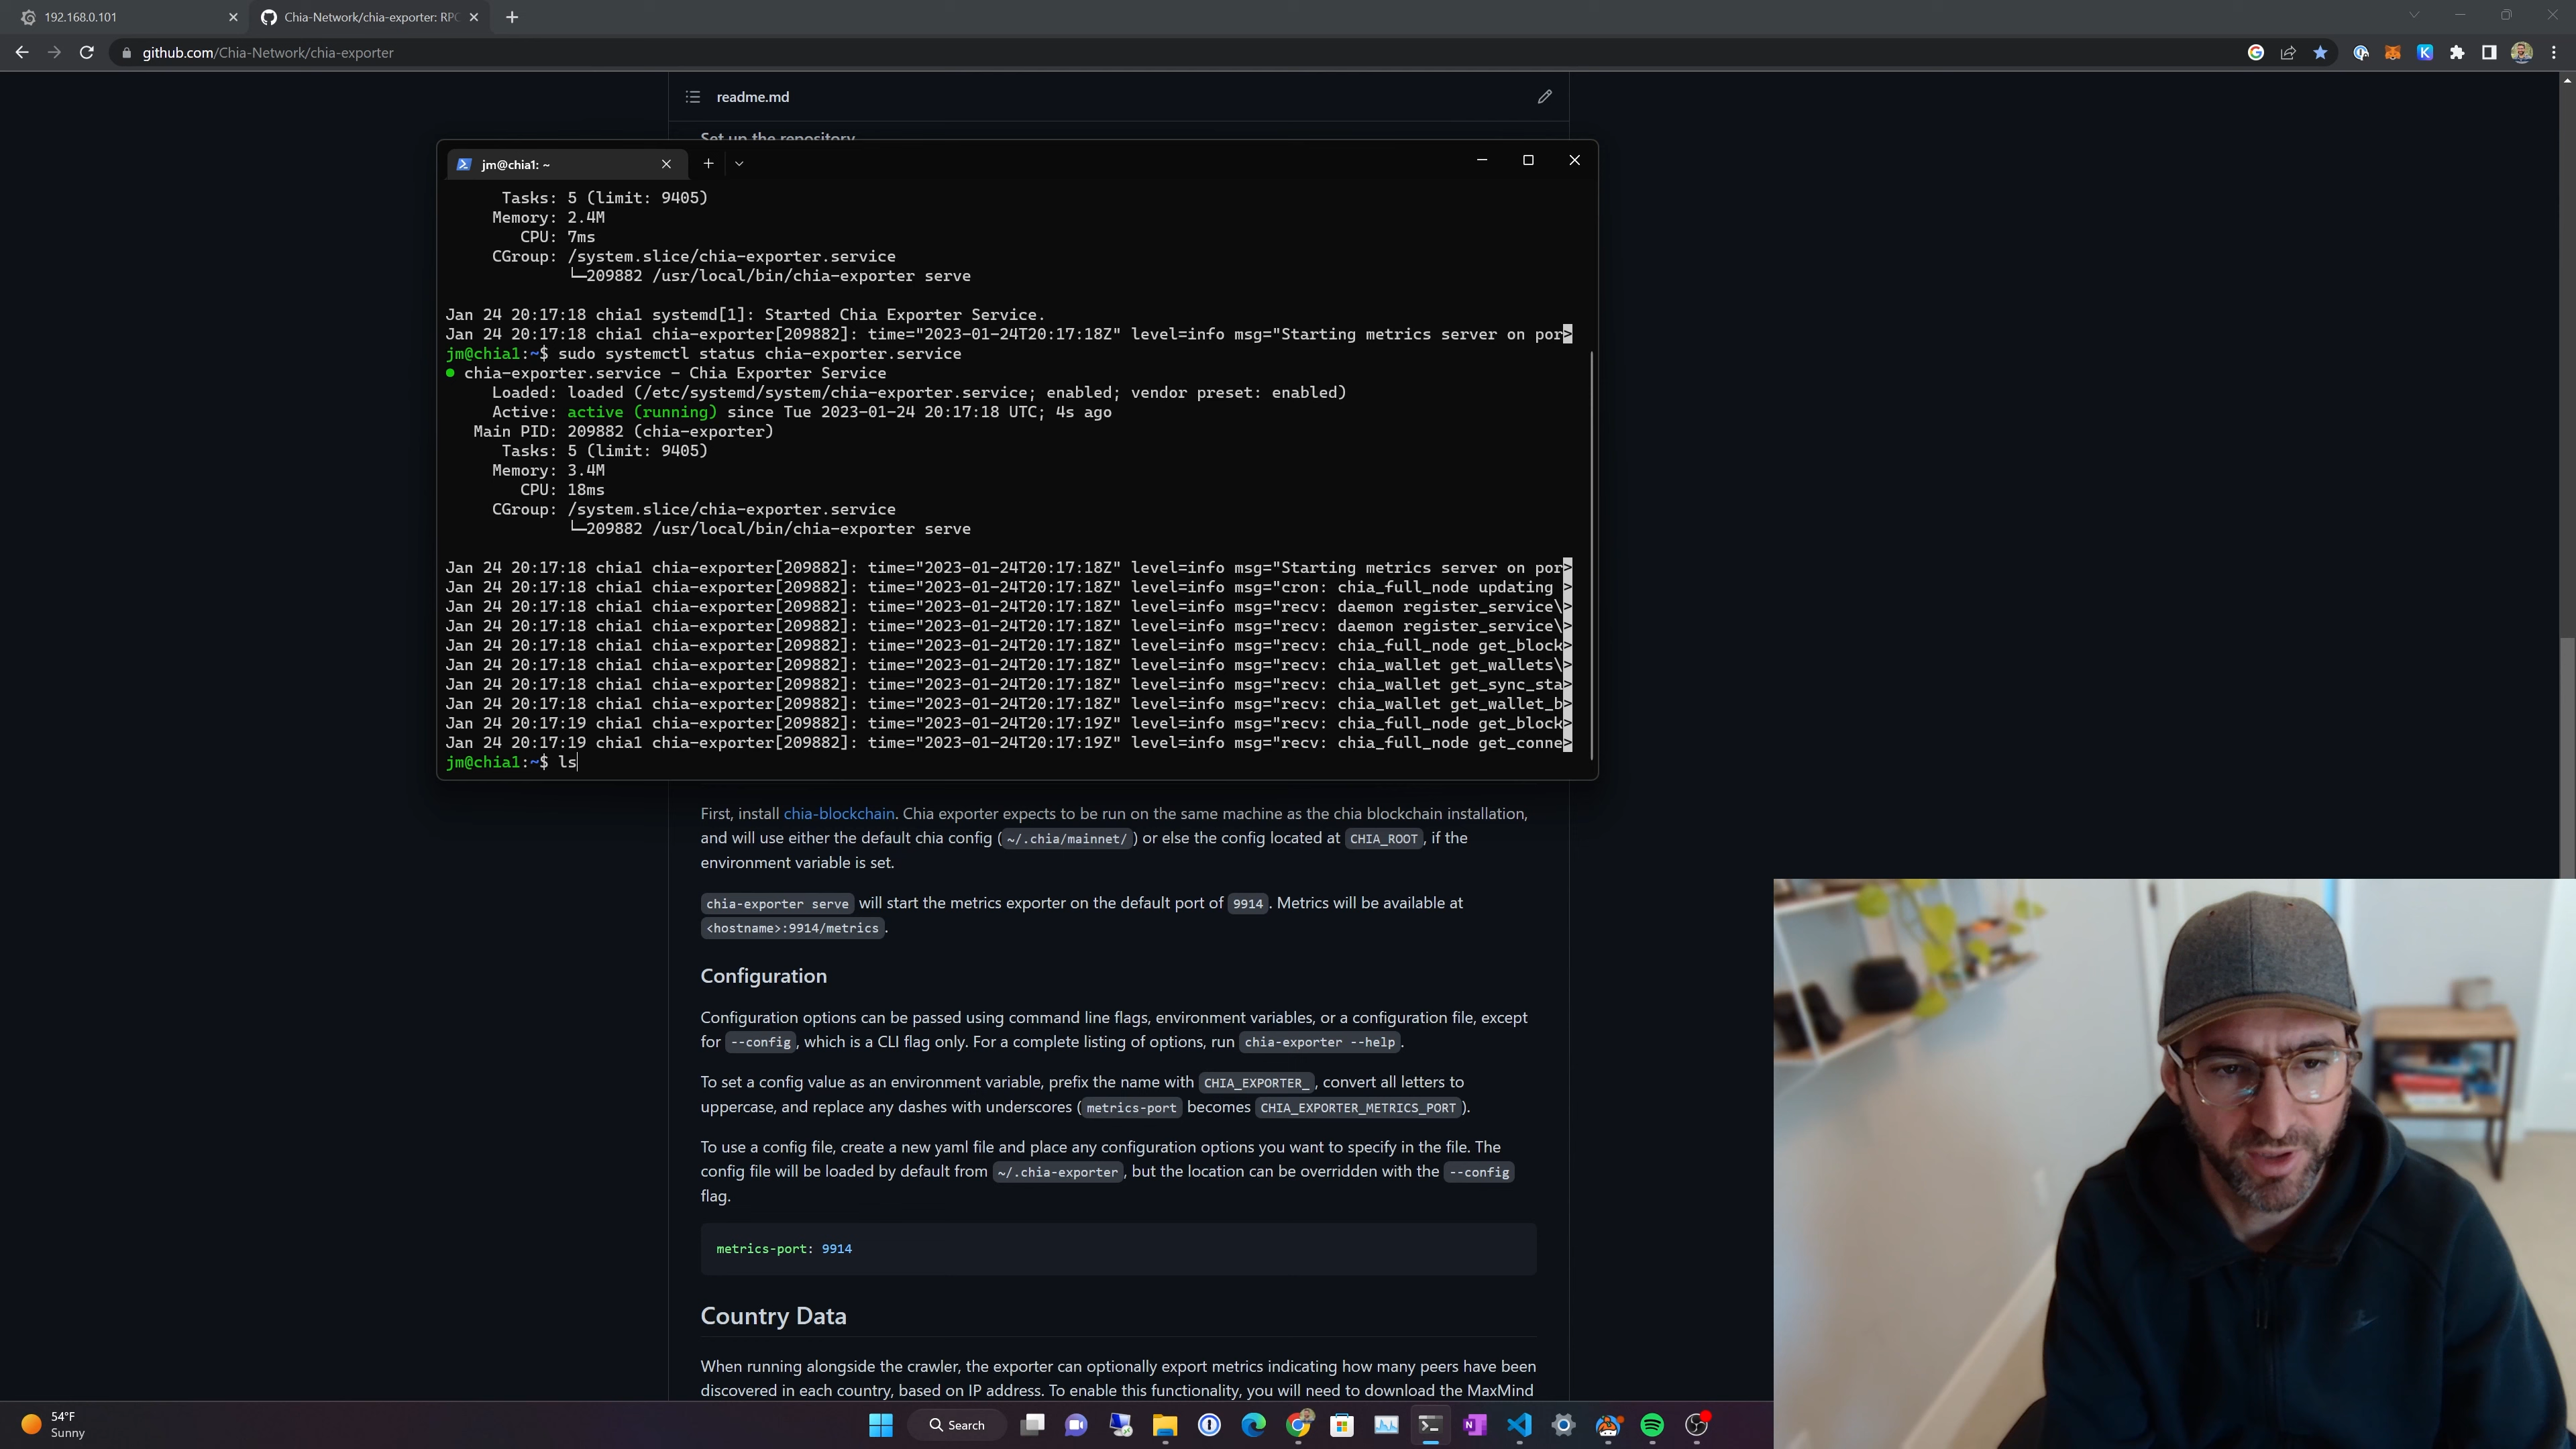 192.168.0.101
Chia-Network/chia-exporter: RPC
github.com/Chia-Network/chia-exporter
readme.md
Set up the repository
jm@chia1: ~
Tasks: 5 (limit: 9405)
Memory: 2.4M
CPU: 7ms
CGroup: /system.slice/chia-exporter.service
└─209882 /usr/local/bin/chia-exporter serve
Jan 24 20:17:18 chia1 systemd[1]: Started Chia Exporter Service.
Jan 24 20:17:18 chia1 chia-exporter[209882]: time="2023-01-24T20:17:18Z" level=info msg="Starting metrics server on por>
jm@chia1:~$ sudo systemctl status chia-exporter.service
● chia-exporter.service - Chia Exporter Service
Loaded: loaded (/etc/systemd/system/chia-exporter.service; enabled; vendor preset: enabled)
Active: active (running) since Tue 2023-01-24 20:17:18 UTC; 4s ago
Main PID: 209882 (chia-exporter)
Tasks: 5 (limit: 9405)
Memory: 3.4M
CPU: 18ms
CGroup: /system.slice/chia-exporter.service
└─209882 /usr/local/bin/chia-exporter serve
Jan 24 20:17:18 chia1 chia-exporter[209882]: time="2023-01-24T20:17:18Z" level=info msg="Starting metrics server on por>
Jan 24 20:17:18 chia1 chia-exporter[209882]: time="2023-01-24T20:17:18Z" level=info msg="cron: chia_full_node updating >
Jan 24 20:17:18 chia1 chia-exporter[209882]: time="2023-01-24T20:17:18Z" level=info msg="recv: daemon register_service\>
Jan 24 20:17:18 chia1 chia-exporter[209882]: time="2023-01-24T20:17:18Z" level=info msg="recv: daemon register_service\>
Jan 24 20:17:18 chia1 chia-exporter[209882]: time="2023-01-24T20:17:18Z" level=info msg="recv: chia_full_node get_block>
Jan 24 20:17:18 chia1 chia-exporter[209882]: time="2023-01-24T20:17:18Z" level=info msg="recv: chia_wallet get_wallets\>
Jan 24 20:17:18 chia1 chia-exporter[209882]: time="2023-01-24T20:17:18Z" level=info msg="recv: chia_wallet get_sync_sta>
Jan 24 20:17:18 chia1 chia-exporter[209882]: time="2023-01-24T20:17:18Z" level=info msg="recv: chia_wallet get_wallet_b>
Jan 24 20:17:19 chia1 chia-exporter[209882]: time="2023-01-24T20:17:19Z" level=info msg="recv: chia_full_node get_block>
Jan 24 20:17:19 chia1 chia-exporter[209882]: time="2023-01-24T20:17:19Z" level=info msg="recv: chia_full_node get_conne>
jm@chia1:~$ ls
First, install chia-blockchain. Chia exporter expects to be run on the same machine as the chia blockchain installation,
and will use either the default chia config (~/.chia/mainnet/) or else the config located at CHIA_ROOT, if the
environment variable is set.
chia-exporter serve will start the metrics exporter on the default port of 9914. Metrics will be available at
<hostname>:9914/metrics.
Configuration
Configuration options can be passed using command line flags, environment variables, or a configuration file, except
for --config, which is a CLI flag only. For a complete listing of options, run chia-exporter --help.
To set a config value as an environment variable, prefix the name with CHIA_EXPORTER_, convert all letters to
uppercase, and replace any dashes with underscores (metrics-port becomes CHIA_EXPORTER_METRICS_PORT).
To use a config file, create a new yaml file and place any configuration options you want to specify in the file. The
config file will be loaded by default from ~/.chia-exporter, but the location can be overridden with the --config
flag.
metrics-port: 9914
Country Data
When running alongside the crawler, the exporter can optionally export metrics indicating how many peers have been
discovered in each country, based on IP address. To enable this functionality, you will need to download the MaxMind
54°F
Sunny
Search